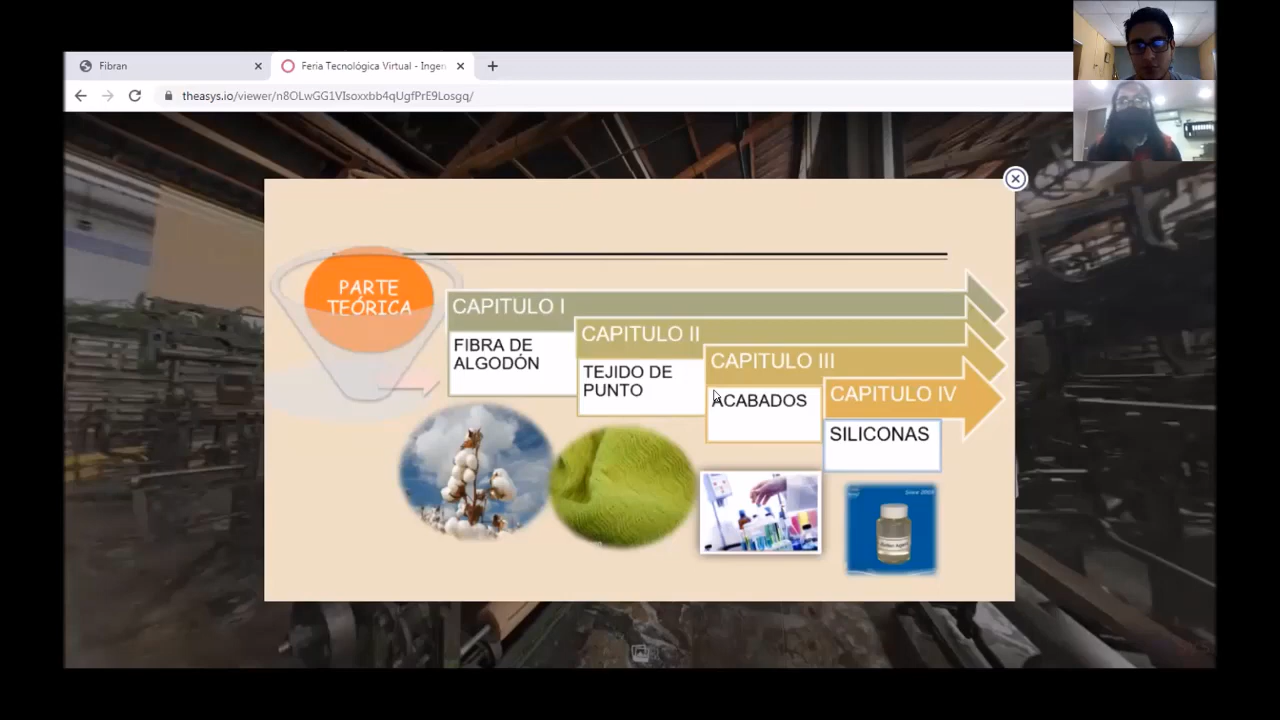 Fibran
Feria Tecnológica Virtual - Ingen
theasys.io/viewer/n8OLwGG1VIsoxxbb4qUgfPrE9Losgq/
PARTE
TEÓRICA
CAPITULO I
FIBRA DE
ALGODÓN
CAPITULO II
TEJIDO DE
PUNTO
CAPITULO III
ACABADOS
CAPITULO IV
SILICONAS